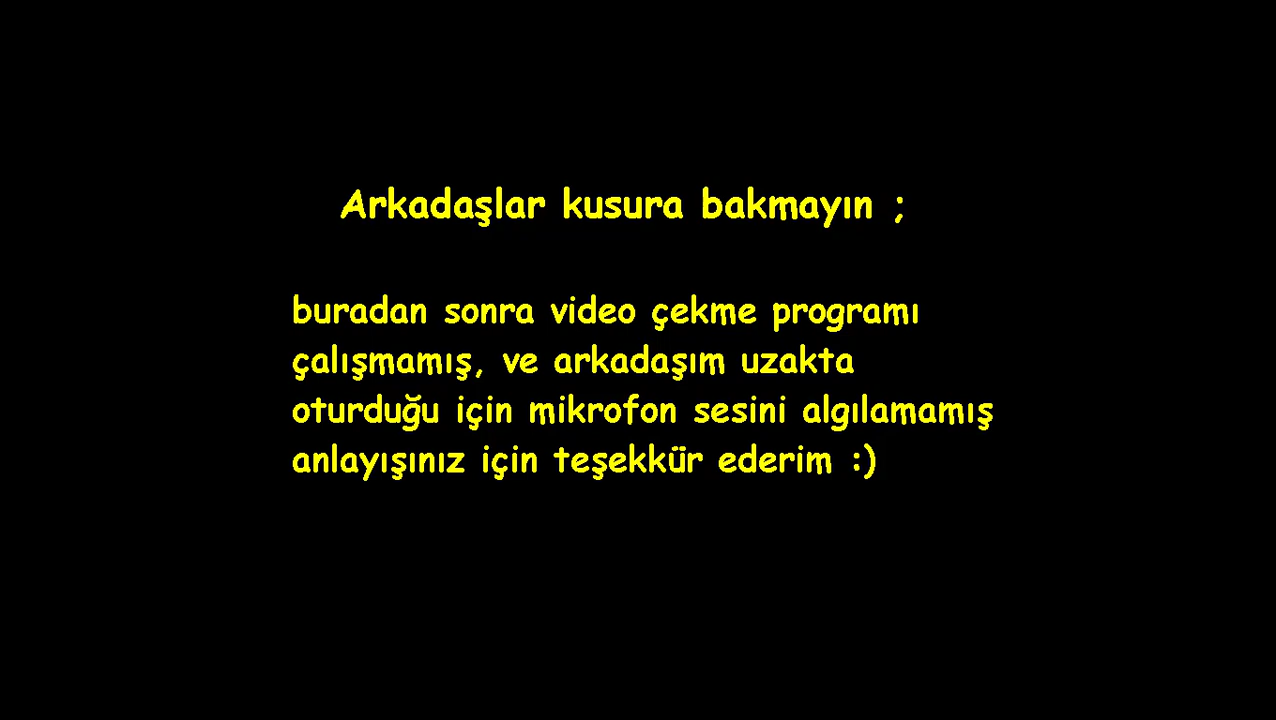 Arkadaşlar kusura bakmayın ;
buradan sonra video çekme programı
çalışmamış, ve arkadaşım uzakta
oturduğu için mikrofon sesini algılamamış
anlayışınız için teşekkür ederim :)